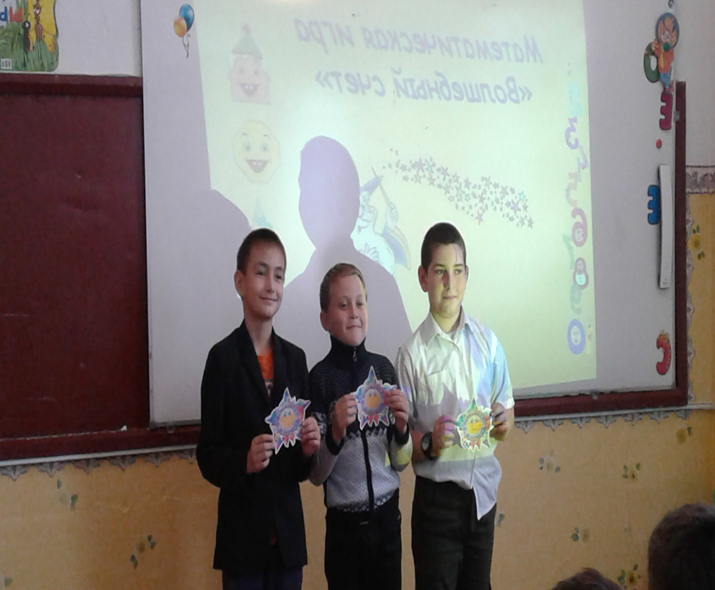 Математическая игра
«Волшебный счет»